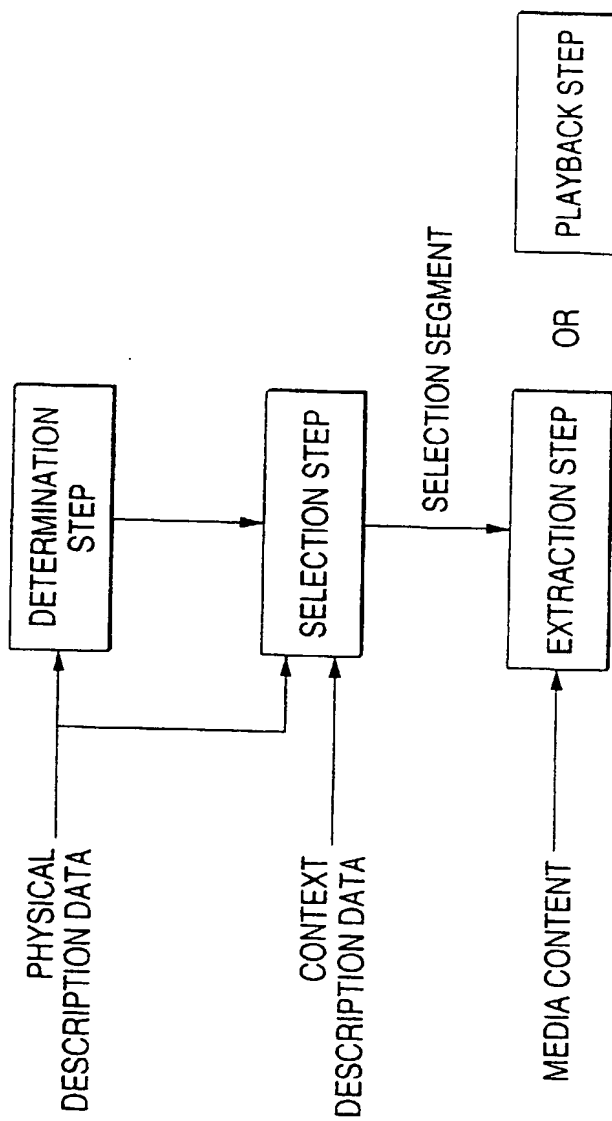 PHYSICAL
DESCRIPTION DATA
DETERMINATION
STEP
CONTEXT
DESCRIPTION DATA
SELECTION STEP
SELECTION SEGMENT
MEDIA CONTENT
EXTRACTION STEP
OR
PLAYBACK STEP